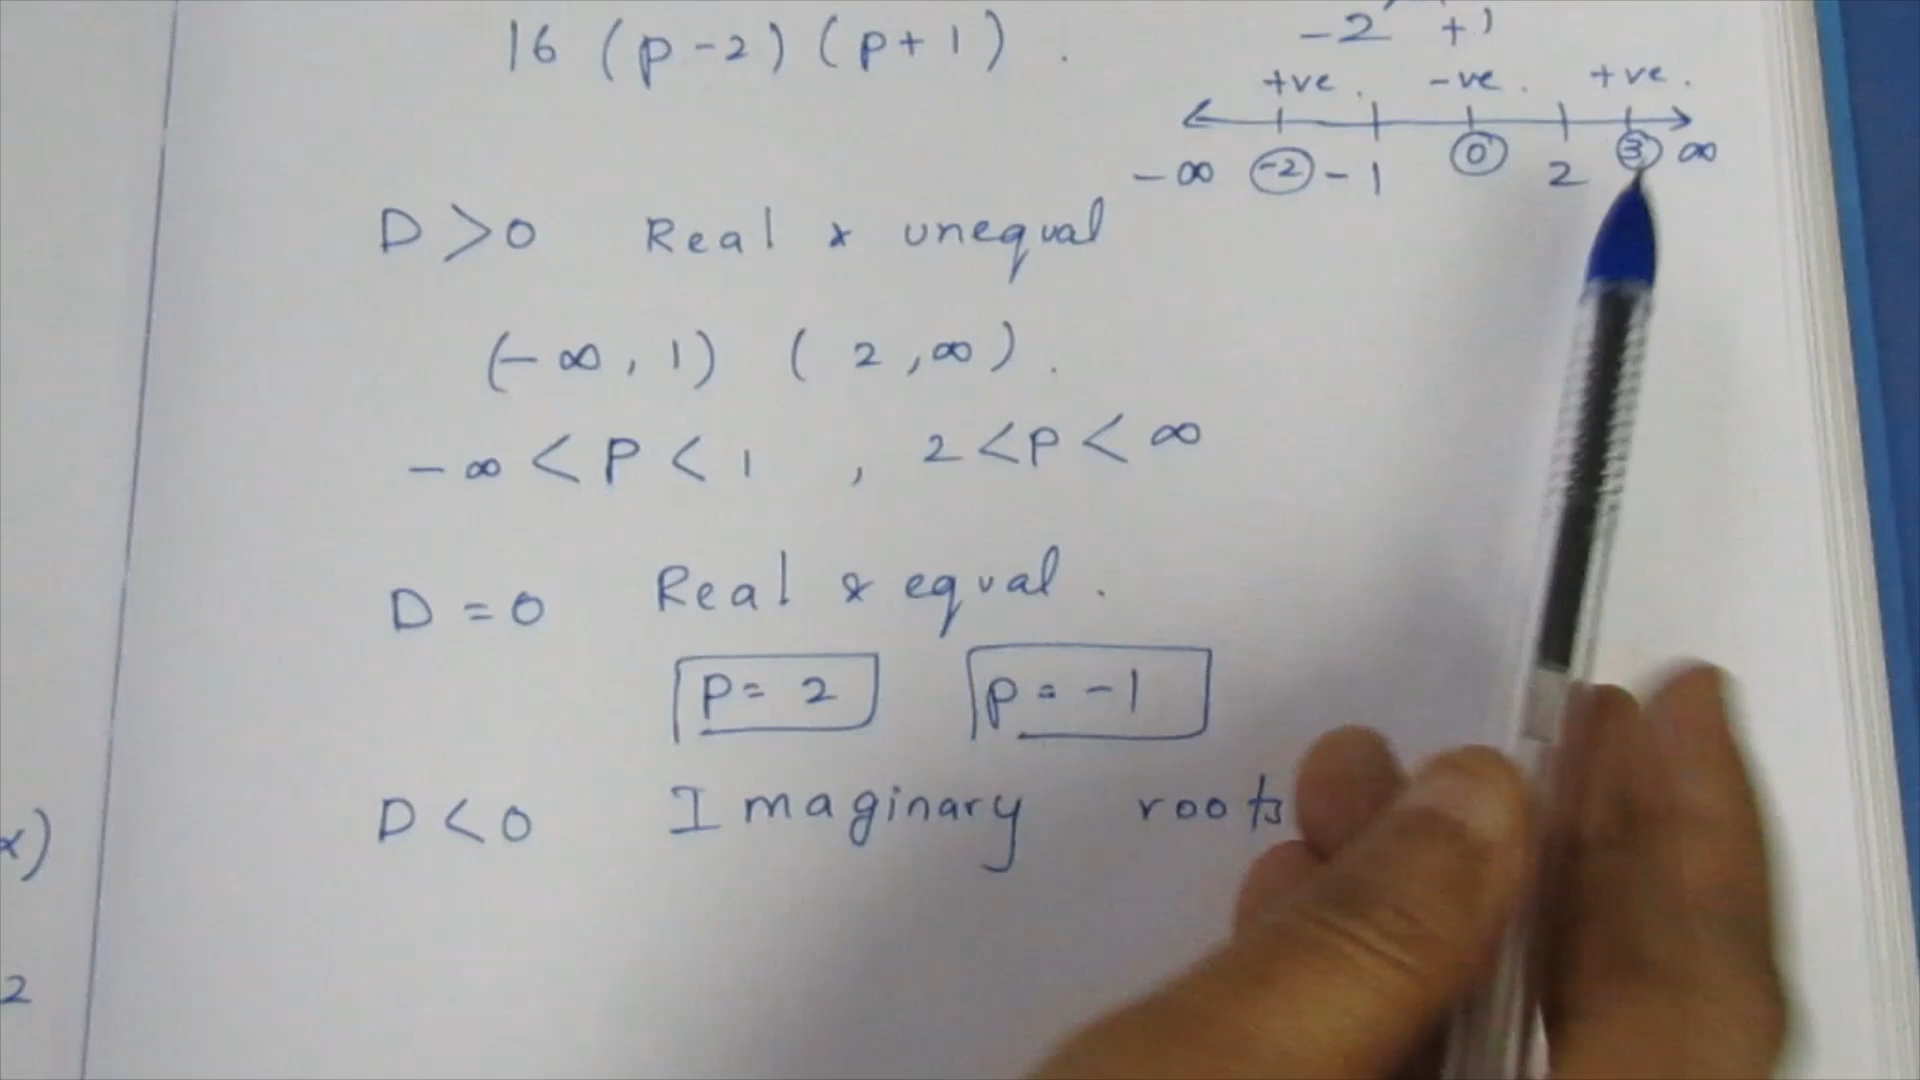 16 (p-2) (p+1) .
-2 +1
+ve . -ve . +ve .
-∞ -2 -1 0 2 3 ∞
D > 0 Real & unequal
(-∞, 1) ( 2 ,∞) .
-∞ < P < 1 , 2 < p < ∞
D = 0 Real & equal .
P = 2 p = -1
D < 0 Imaginary roots
x)
2